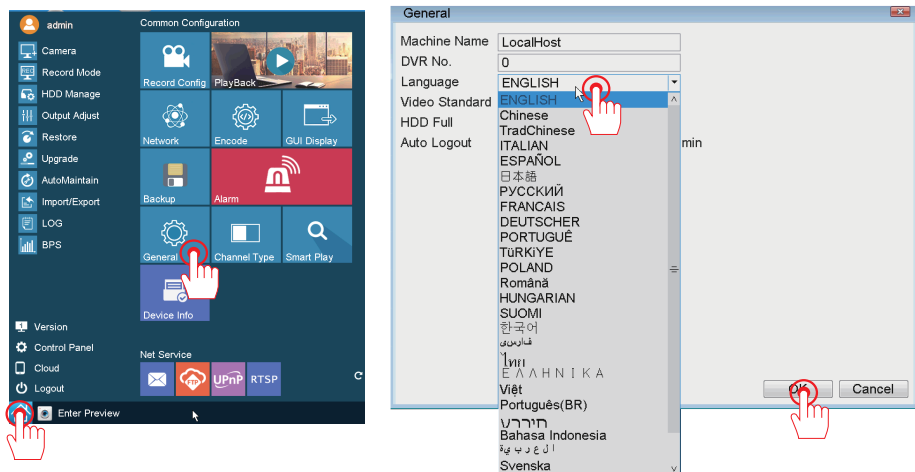 admin
Common Configuration
Camera
Record Mode
HDD Manage
Output Adjust
Restore
Upgrade
AutoMaintain
Import/Export
LOG
BPS
Record Config
PlayBack
Network
Encode
GUI Display
Backup
Alarm
General
Channel Type
Smart Play
Device Info
Version
Control Panel
Cloud
Logout
Net Service
FTP
UPnP
RTSP
Enter Preview
General
Machine Name LocalHost
DVR No. 0
Language ENGLISH
Video Standard
HDD Full
Auto Logout min
ENGLISH
Chinese
TradChinese
ITALIAN
ESPAÑOL
日本語
РУССКИЙ
FRANCAIS
DEUTSCHER
PORTUGUÊ
TüRKiYE
POLAND
Română
HUNGARIAN
SUOMI
한국어
فارسی
ไทย
ΕΛΛΗΝΙΚΑ
Việt
Português(BR)
Bahasa Indonesia
العربية
Svenska
OK Cancel